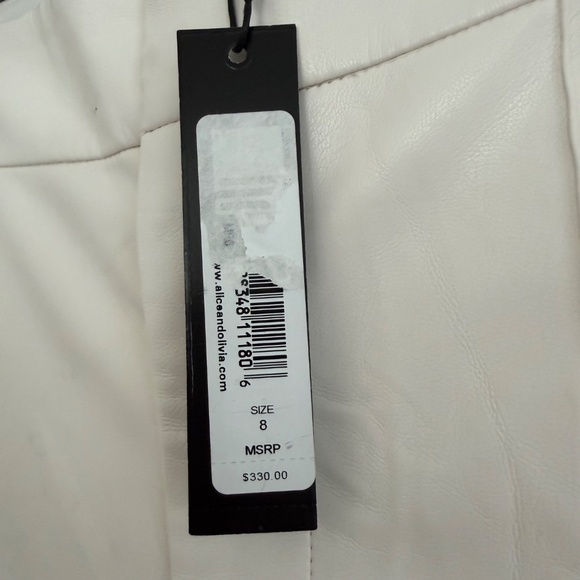 ww.aliceandolivia.com
348 11180 6
SIZE
8
MSRP
$330.00